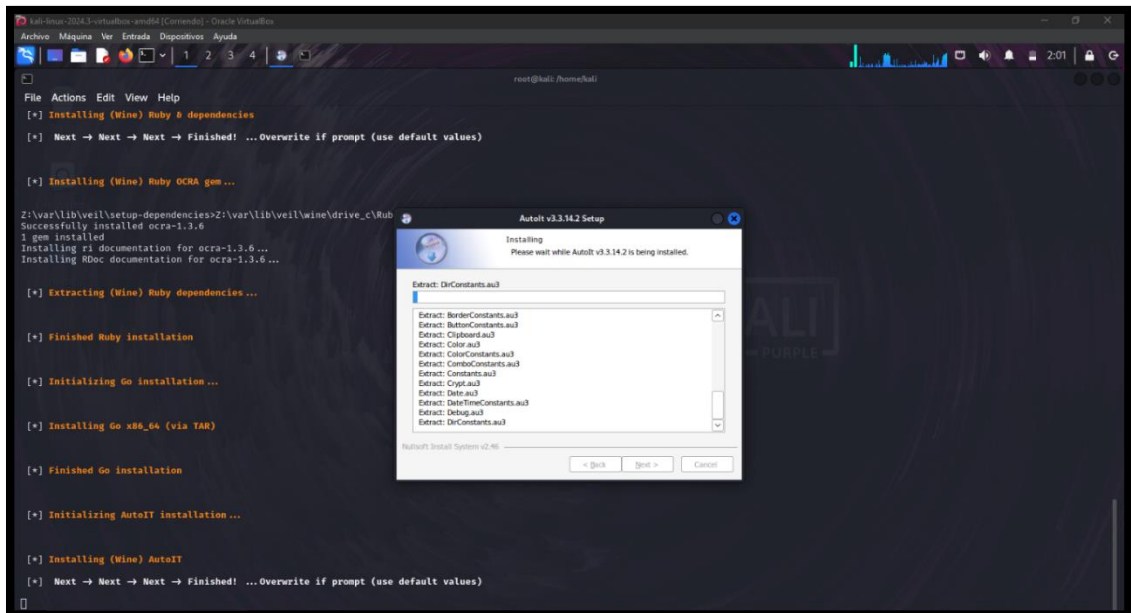 kali-linux-2024.3-virtualbox-amd64 [Corriendo] - Oracle VirtualBox
Archivo Máquina Ver Entrada Dispositivos Ayuda
1 2 3 4
2:01
root@kali: /home/kali
File Actions Edit View Help
[*] Installing (Wine) Ruby & dependencies
[*] Next → Next → Next → Finished! ...Overwrite if prompt (use default values)
[*] Installing (Wine) Ruby OCRA gem...
Z:\var\lib\veil\setup-dependencies>Z:\var\lib\veil\wine\drive_c\Rub
Successfully installed ocra-1.3.6
1 gem installed
Installing ri documentation for ocra-1.3.6...
Installing RDoc documentation for ocra-1.3.6...
[*] Extracting (Wine) Ruby dependencies...
[*] Finished Ruby installation
[*] Initializing Go installation...
[*] Installing Go x86_64 (via TAR)
[*] Finished Go installation
[*] Initializing AutoIT installation...
[*] Installing (Wine) AutoIT
[*] Next → Next → Next → Finished! ...Overwrite if prompt (use default values)
AutoIt v3.3.14.2 Setup
Installing
Please wait while AutoIt v3.3.14.2 is being installed.
Extract: DirConstants.au3
Extract: BorderConstants.au3
Extract: ButtonConstants.au3
Extract: Clipboard.au3
Extract: Color.au3
Extract: ColorConstants.au3
Extract: ComboConstants.au3
Extract: Constants.au3
Extract: Crypt.au3
Extract: Date.au3
Extract: DateTimeConstants.au3
Extract: Debug.au3
Extract: DirConstants.au3
Nullsoft Install System v2.46
< Back Next > Cancel
KALI
PURPLE